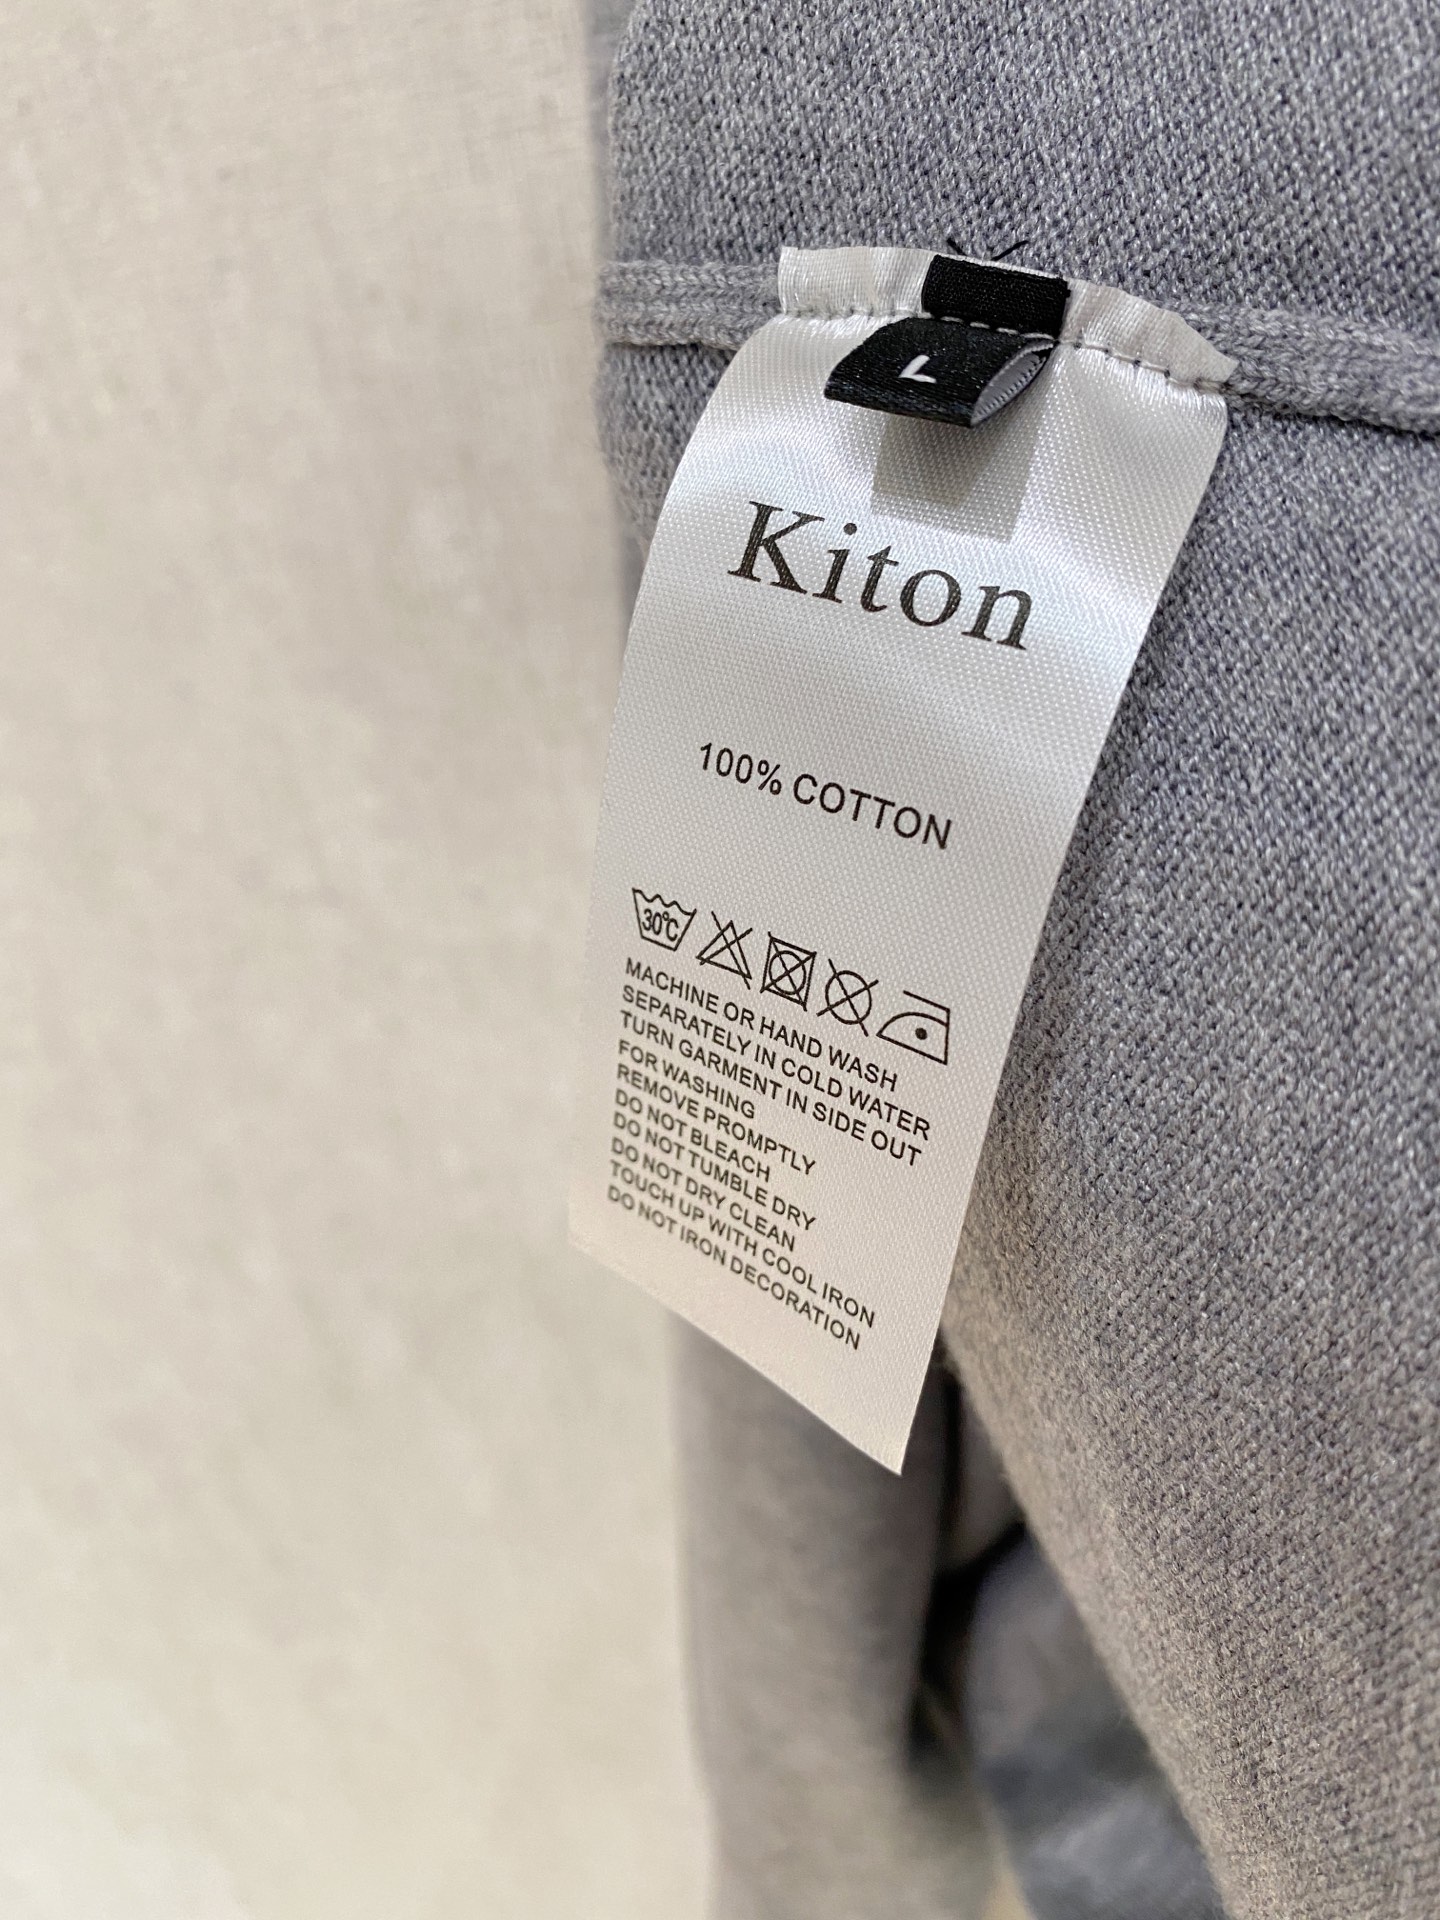 L
Kiton
100% COTTON
30°C
MACHINE OR HAND WASH
SEPARATELY IN COLD WATER
TURN GARMENT IN SIDE OUT
FOR WASHING
REMOVE PROMPTLY
DO NOT BLEACH
DO NOT TUMBLE DRY
DO NOT DRY CLEAN
TOUCH UP WITH COOL IRON
DO NOT IRON DECORATION